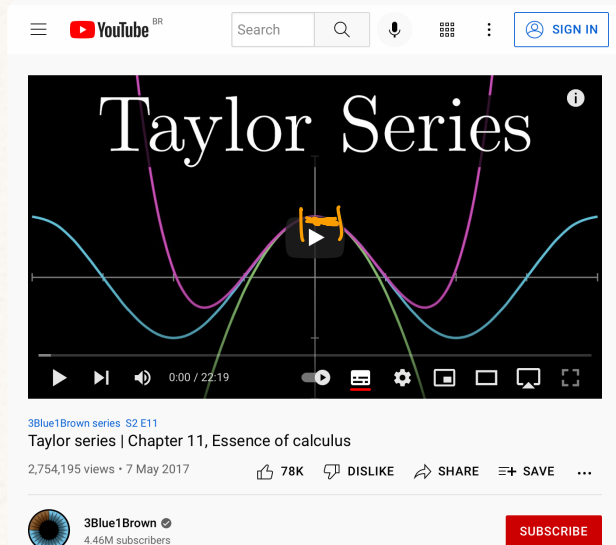 YouTube BR
Search
SIGN IN
Taylor Series
0:00 / 22:19
3Blue1Brown series S2 E11
Taylor series | Chapter 11, Essence of calculus
2,754,195 views • 7 May 2017
78K
DISLIKE
SHARE
SAVE
3Blue1Brown
4.46M subscribers
SUBSCRIBE